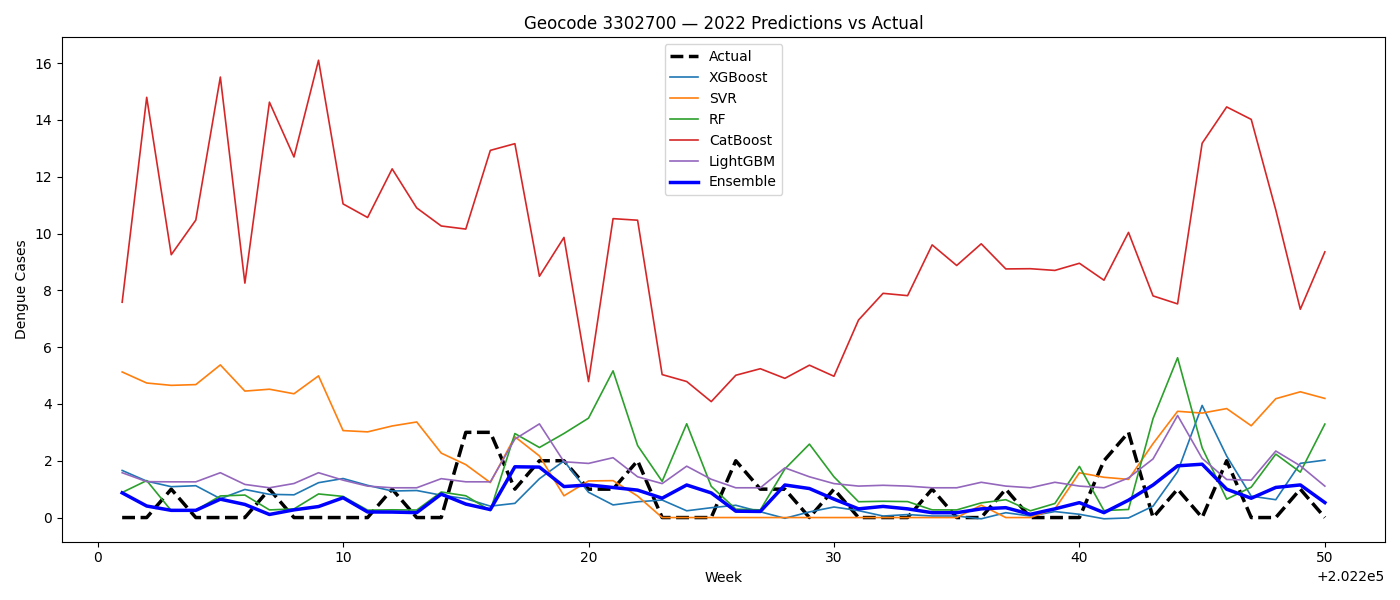 Geocode 3302700 — 2022 Predictions vs Actual
Actual
XGBoost
SVR
RF
CatBoost
LightGBM
Ensemble
Dengue Cases
16
14
12
10
8
6
4
2
0
0 10 20 30 40 50
+2.022e5
Week